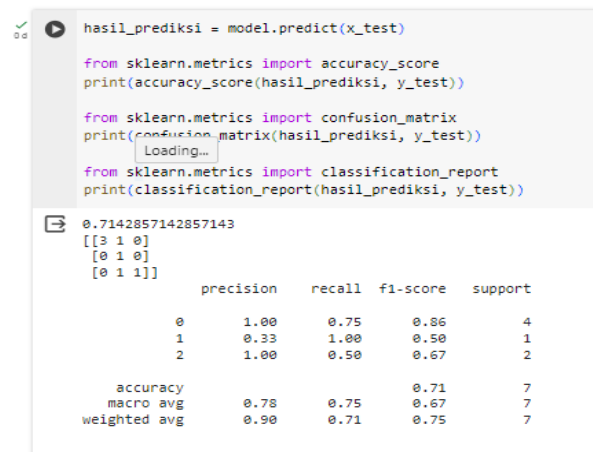 hasil_prediksi = model.predict(x_test)
0 d
from sklearn.metrics import accuracy_score
print(accuracy_score(hasil_prediksi, y_test))
from sklearn.metrics import confusion_matrix
print(confusion_matrix(hasil_prediksi, y_test))
Loading...
from sklearn.metrics import classification_report
print(classification_report(hasil_prediksi, y_test))
0.7142857142857143
[[3 1 0]
[0 1 0]
[0 1 1]]
precision recall f1-score support
0 1.00 0.75 0.86 4
1 0.33 1.00 0.50 1
2 1.00 0.50 0.67 2
accuracy 0.71 7
macro avg 0.78 0.75 0.67 7
weighted avg 0.90 0.71 0.75 7